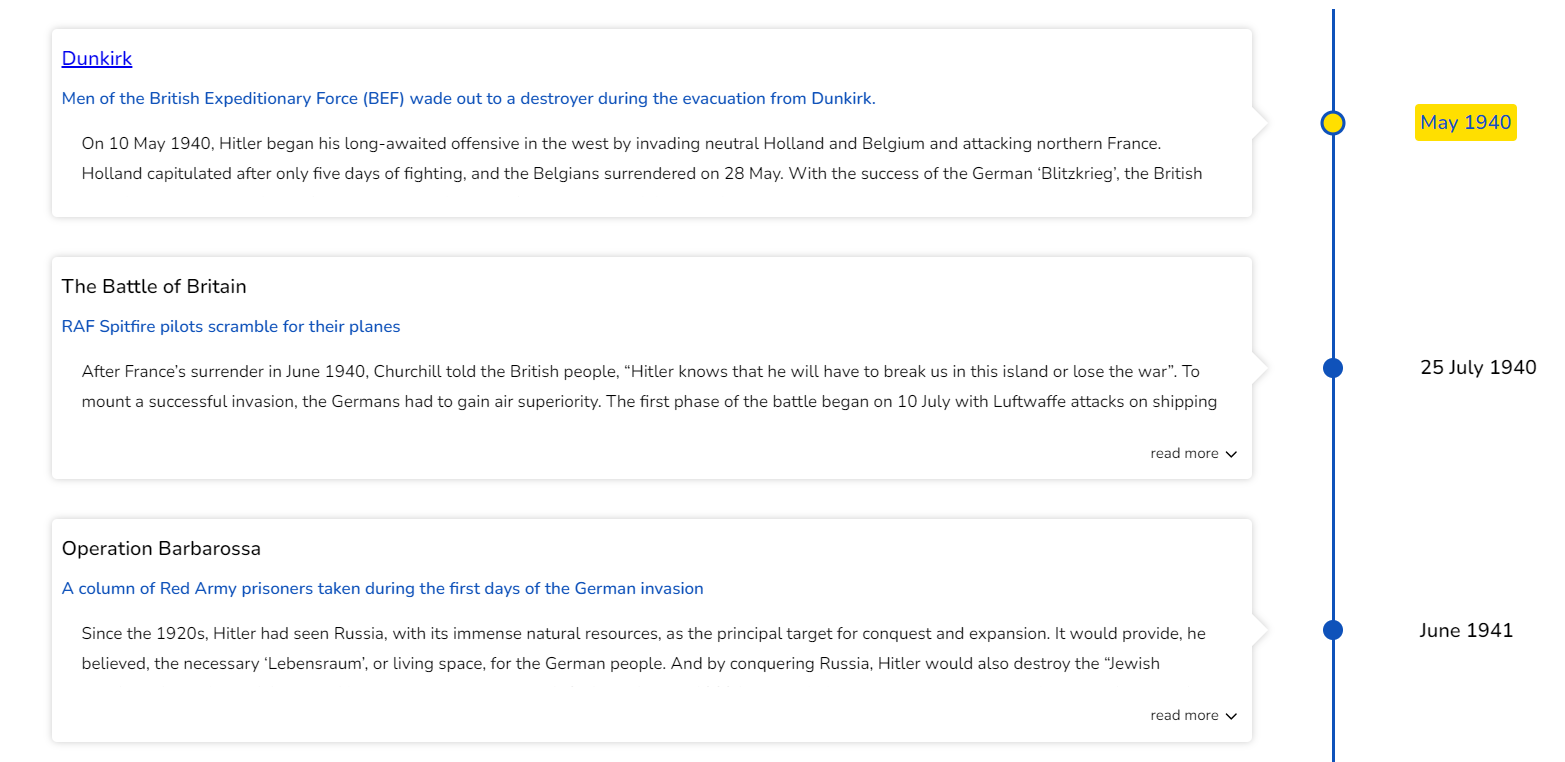 Dunkirk
Men of the British Expeditionary Force (BEF) wade out to a destroyer during the evacuation from Dunkirk.
On 10 May 1940, Hitler began his long-awaited offensive in the west by invading neutral Holland and Belgium and attacking northern France.
Holland capitulated after only five days of fighting, and the Belgians surrendered on 28 May. With the success of the German ‘Blitzkrieg’, the British
May 1940
The Battle of Britain
RAF Spitfire pilots scramble for their planes
After France’s surrender in June 1940, Churchill told the British people, “Hitler knows that he will have to break us in this island or lose the war”. To
mount a successful invasion, the Germans had to gain air superiority. The first phase of the battle began on 10 July with Luftwaffe attacks on shipping
read more
25 July 1940
Operation Barbarossa
A column of Red Army prisoners taken during the first days of the German invasion
Since the 1920s, Hitler had seen Russia, with its immense natural resources, as the principal target for conquest and expansion. It would provide, he
believed, the necessary ‘Lebensraum’, or living space, for the German people. And by conquering Russia, Hitler would also destroy the “Jewish
read more
June 1941